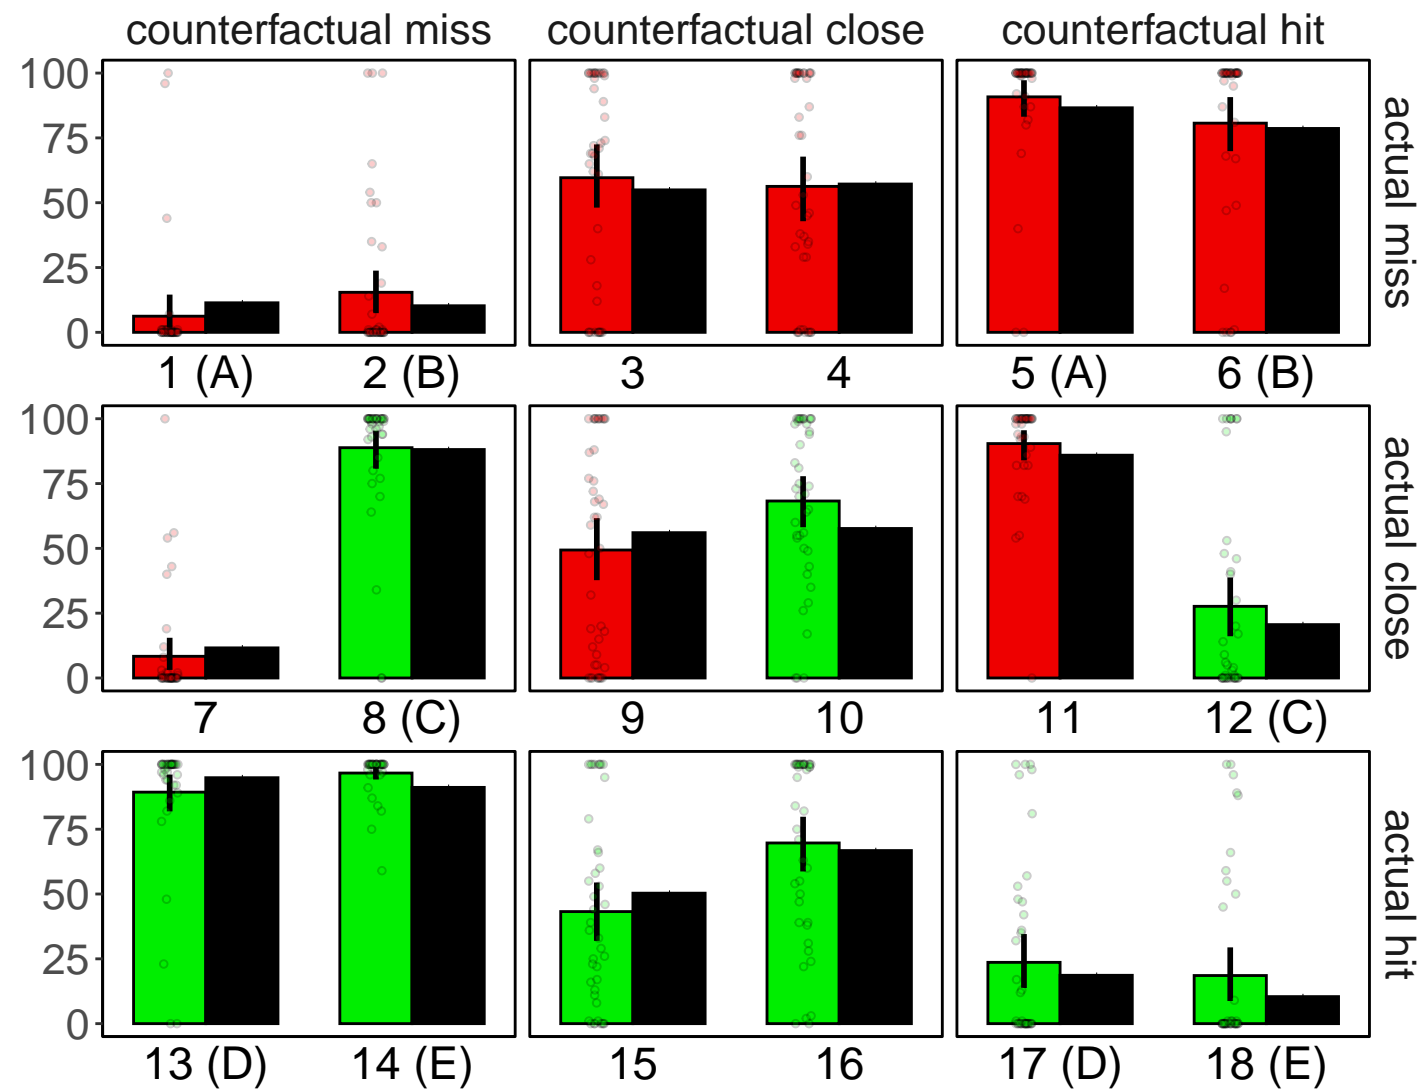 counterfactual miss counterfactual close counterfactual hit
100
75
50
25
0
actual miss
1 (A) 2 (B) 3 4 5 (A) 6 (B)
100
75
50
25
0
actual close
7 8 (C) 9 10 11 12 (C)
100
75
50
25
0
actual hit
13 (D) 14 (E) 15 16 17 (D) 18 (E)